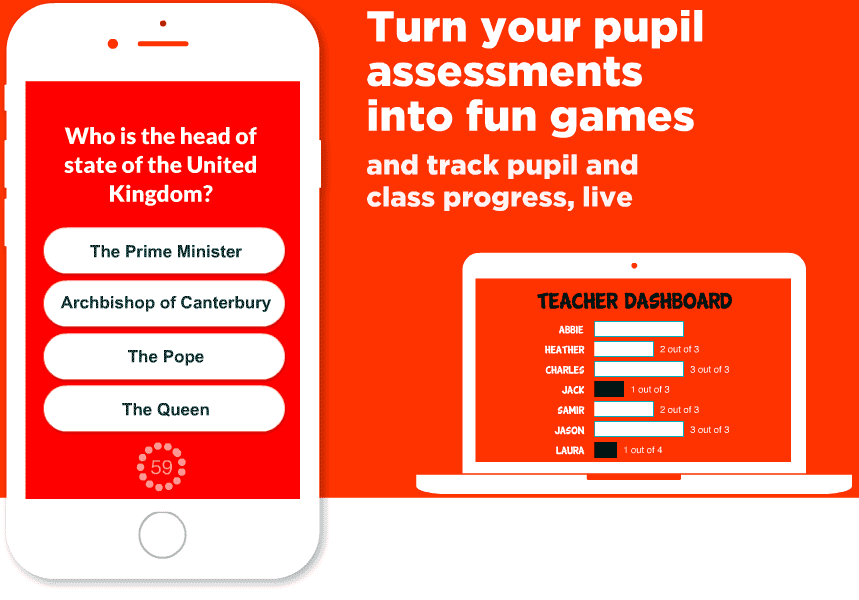 Turn your pupil
assessments
into fun games
and track pupil and
class progress, live
Who is the head of
state of the United
Kingdom?
The Prime Minister
Archbishop of Canterbury
The Pope
The Queen
59
TEACHER DASHBOARD
ABBIE
HEATHER 2 out of 3
CHARLES 3 out of 3
JACK 1 out of 3
SAMIR 2 out of 3
JASON 3 out of 3
LAURA 1 out of 4